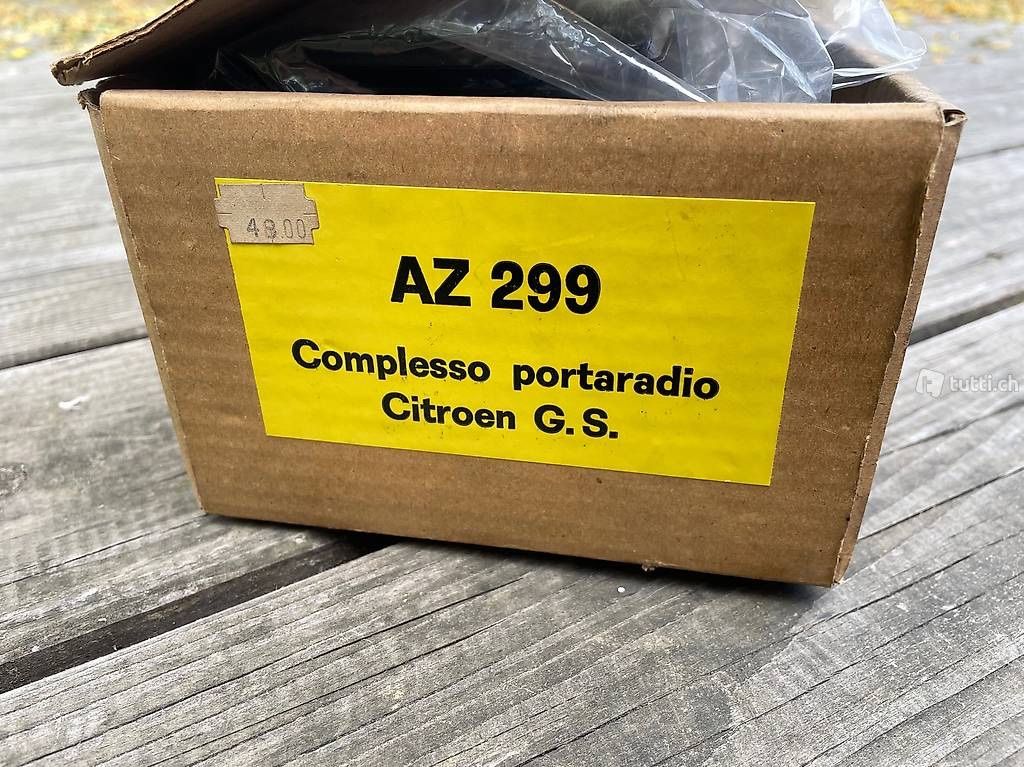 48.00
AZ 299
Complesso portaradio
Citroen G.S.
tutti.ch